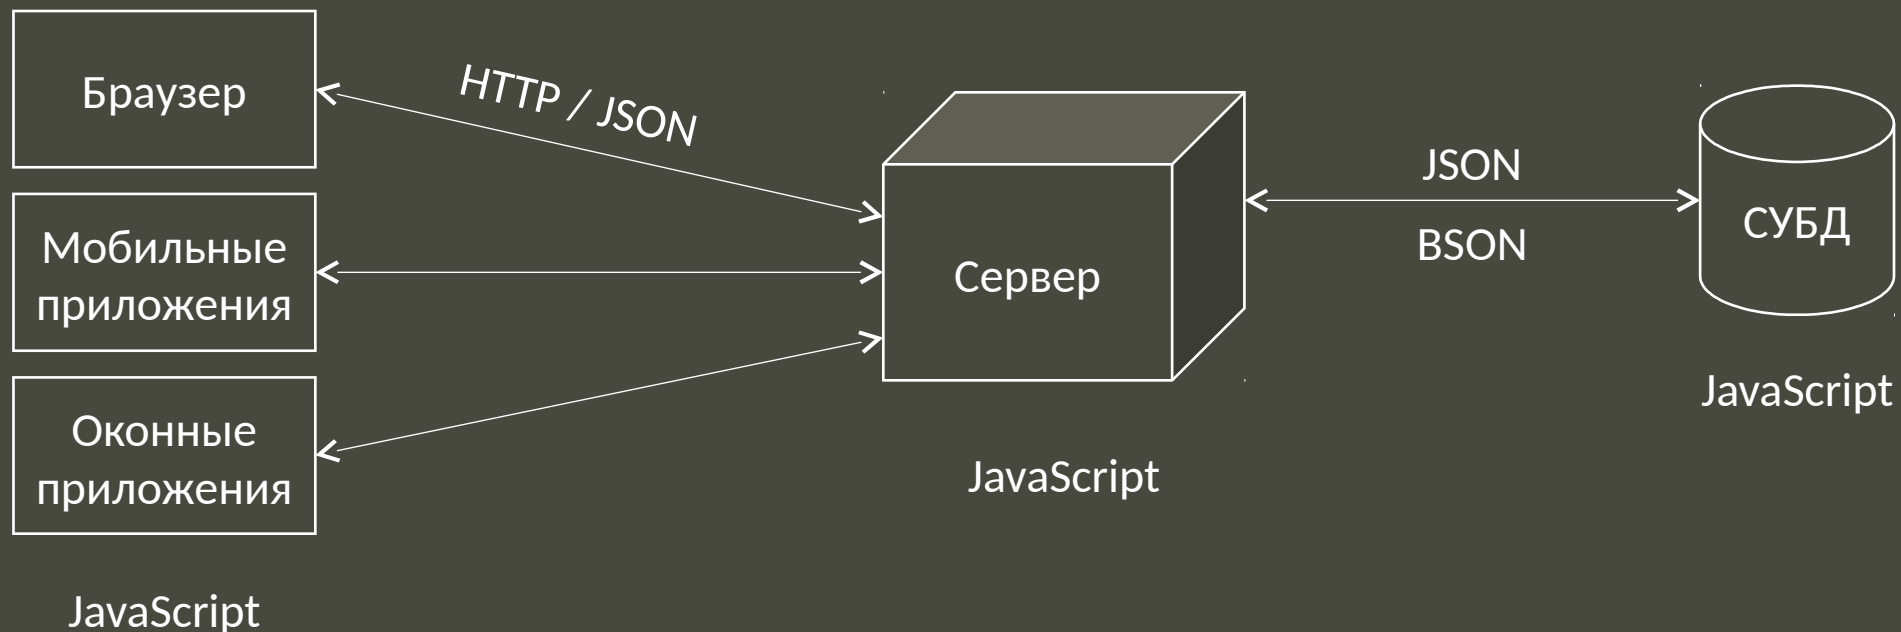 Браузер
Мобильные
приложения
Оконные
приложения
JavaScript
HTTP / JSON
Сервер
JavaScript
JSON
BSON
СУБД
JavaScript